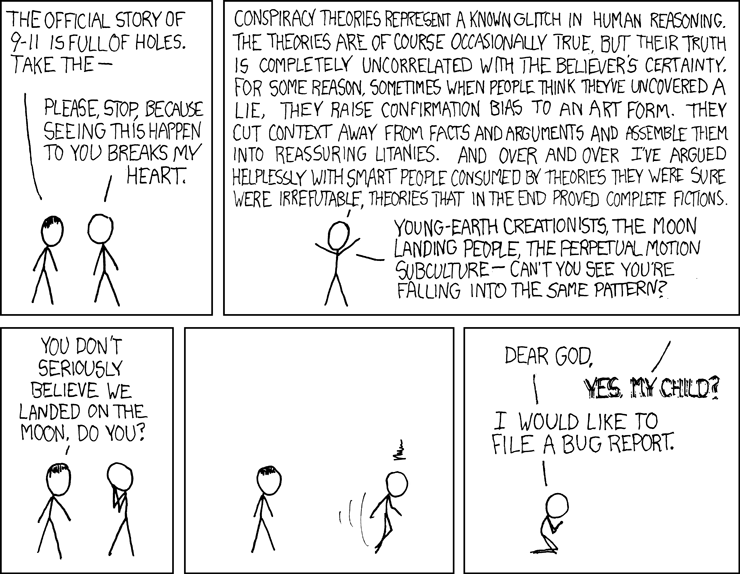 THE OFFICIAL STORY OF
9-11 IS FULL OF HOLES.
TAKE THE—
PLEASE, STOP, BECAUSE
SEEING THIS HAPPEN
TO YOU BREAKS MY
HEART.
CONSPIRACY THEORIES REPRESENT A KNOWN GLITCH IN HUMAN REASONING.
THE THEORIES ARE OF COURSE OCCASIONALLY TRUE, BUT THEIR TRUTH
IS COMPLETELY UNCORRELATED WITH THE BELIEVER'S CERTAINTY.
FOR SOME REASON, SOMETIMES WHEN PEOPLE THINK THEY'VE UNCOVERED A
LIE, THEY RAISE CONFIRMATION BIAS TO AN ART FORM. THEY
CUT CONTEXT AWAY FROM FACTS AND ARGUMENTS AND ASSEMBLE THEM
INTO REASSURING LITANIES. AND OVER AND OVER I'VE ARGUED
HELPLESSLY WITH SMART PEOPLE CONSUMED BY THEORIES THEY WERE SURE
WERE IRREFUTABLE, THEORIES THAT IN THE END PROVED COMPLETE FICTIONS.
YOUNG-EARTH CREATIONISTS, THE MOON
LANDING PEOPLE, THE PERPETUAL MOTION
SUBCULTURE— CAN'T YOU SEE YOU'RE
FALLING INTO THE SAME PATTERN?
YOU DON'T
SERIOUSLY
BELIEVE WE
LANDED ON THE
MOON, DO YOU?
DEAR GOD,
YES, MY CHILD?
I WOULD LIKE TO
FILE A BUG REPORT.